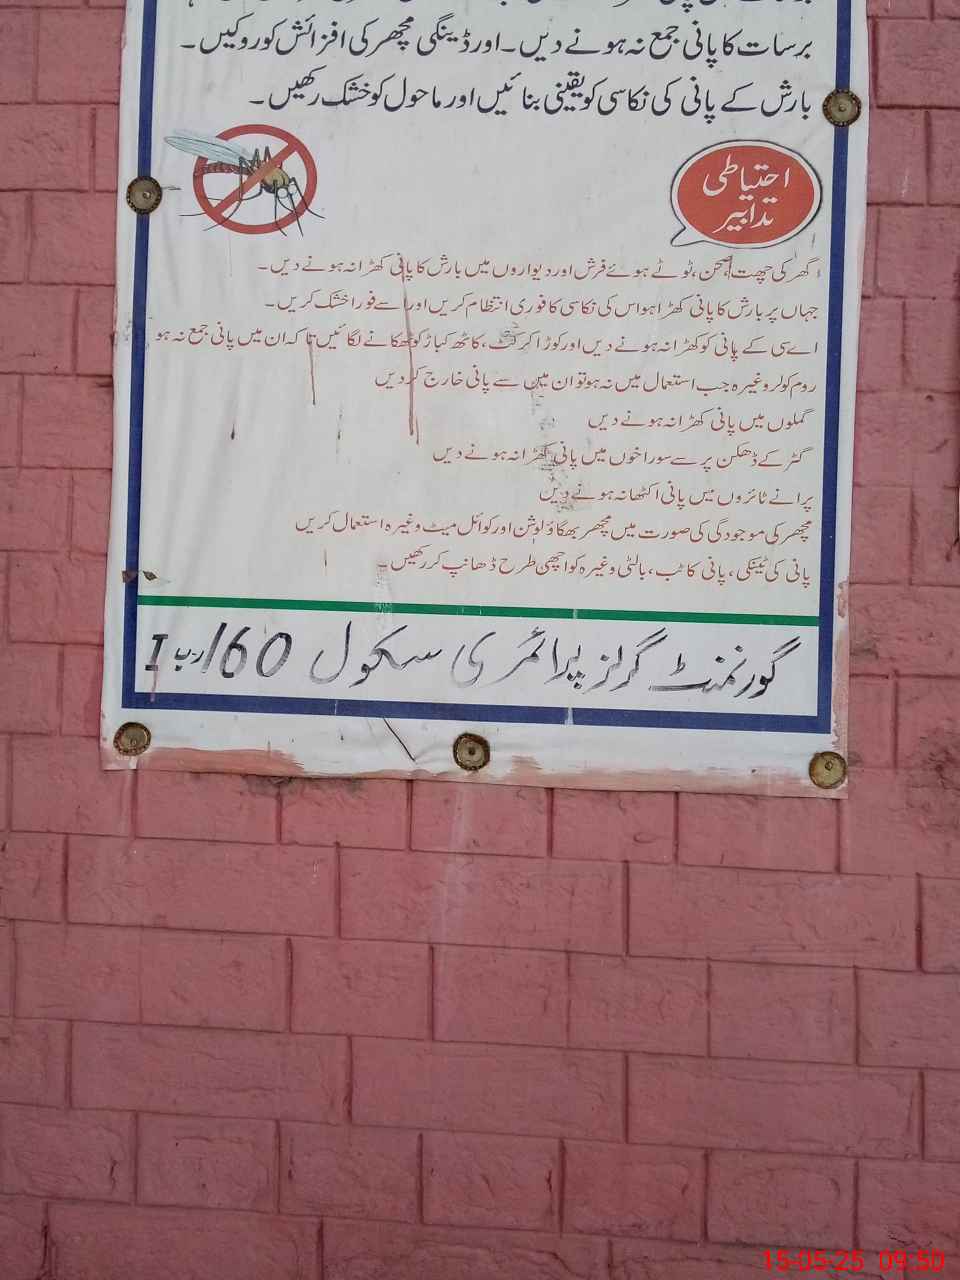 برسات کا پانی جمع نہ ہونے دیں۔ اور ڈینگی مچھر کی افزائش کو روکیں۔
بارش کے پانی کی نکاسی کو یقینی بنائیں اور ماحول کو خشک رکھیں۔
احتیاطی
تدابیر
گھر کی چھت، صحن، ٹوٹے ہوئے فرش اور دیواروں میں بارش کا پانی کھڑا نہ ہونے دیں۔
جہاں پر بارش کا پانی کھڑا ہو اس کی نکاسی کا فوری انتظام کریں اور اسے فورا خشک کریں۔
اے سی کے پانی کو کھڑا نہ ہونے دیں اور کوڑا کرکٹ، کاٹھ کباڑ کو ٹھکانے لگائیں تا کہ ان میں پانی جمع نہ ہو
روم کولر وغیرہ جب استعمال میں نہ ہو تو ان میں سے پانی خارج کر دیں
گملوں میں پانی کھڑا نہ ہونے دیں
گٹر کے ڈھکن پر سے سوراخوں میں پانی کھڑا نہ ہونے دیں
پرانے ٹائروں میں پانی اکٹھا نہ ہونے دیں
مچھر کی موجودگی کی صورت میں مچھر بھگاؤ لوشن اور کوائل میٹ وغیرہ استعمال کریں
پانی کی ٹینکی، پانی کا ٹب، بالٹی وغیرہ کو اچھی طرح ڈھانپ کر رکھیں۔
گورنمنٹ گرلز پرائمری سکول 160/ر۔ب I
15-05-25 09:50